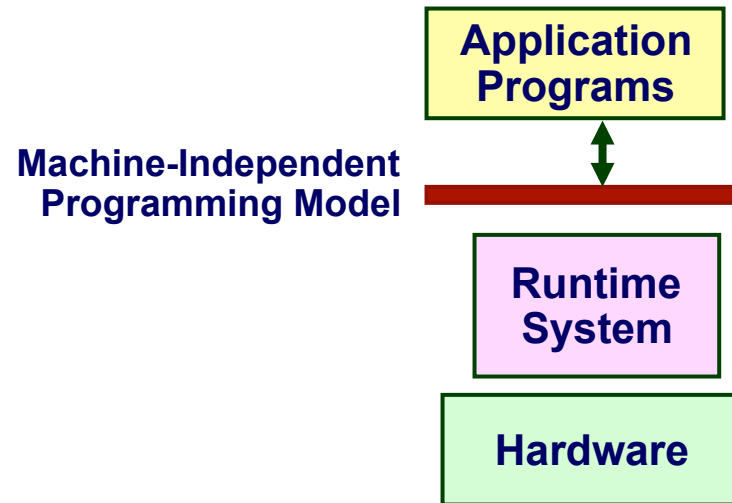 Application
Programs
Machine-Independent
Programming Model
Runtime
System
Hardware